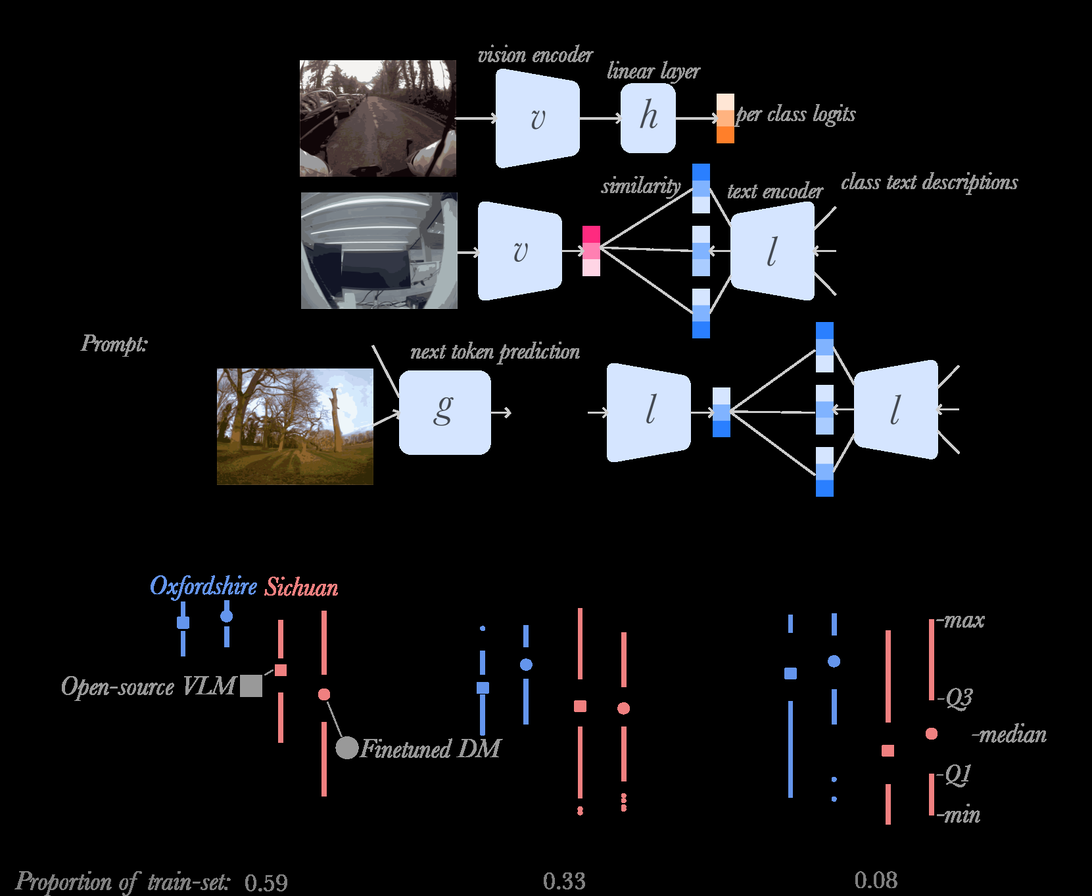 vision encoder
linear layer
v
h
per class logits
similarity
text encoder
class text descriptions
v
l
Prompt:
next token prediction
g
l
l
Oxfordshire
Sichuan
Open-source VLM
Finetuned DM
max
Q3
median
Q1
min
Proportion of train-set: 0.59 0.33 0.08